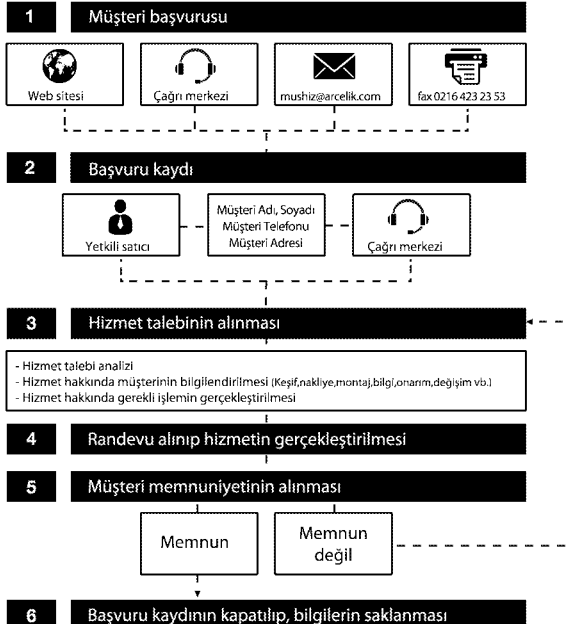 1 Müşteri başvurusu
Web sitesi
Çağrı merkezi
mushiz@arcelik.com
fax 0216 423 23 53
2 Başvuru kaydı
Yetkili satıcı
Müşteri Adı, Soyadı
Müşteri Telefonu
Müşteri Adresi
Çağrı merkezi
3 Hizmet talebinin alınması
- Hizmet talebi analizi
- Hizmet hakkında müşterinin bilgilendirilmesi (Keşif,nakliye,montaj,bilgi,onarım,değişim vb.)
- Hizmet hakkında gerekli işlemin gerçekleştirilmesi
4 Randevu alınıp hizmetin gerçekleştirilmesi
5 Müşteri memnuniyetinin alınması
Memnun
Memnun
değil
6 Başvuru kaydının kapatılıp, bilgilerin saklanması